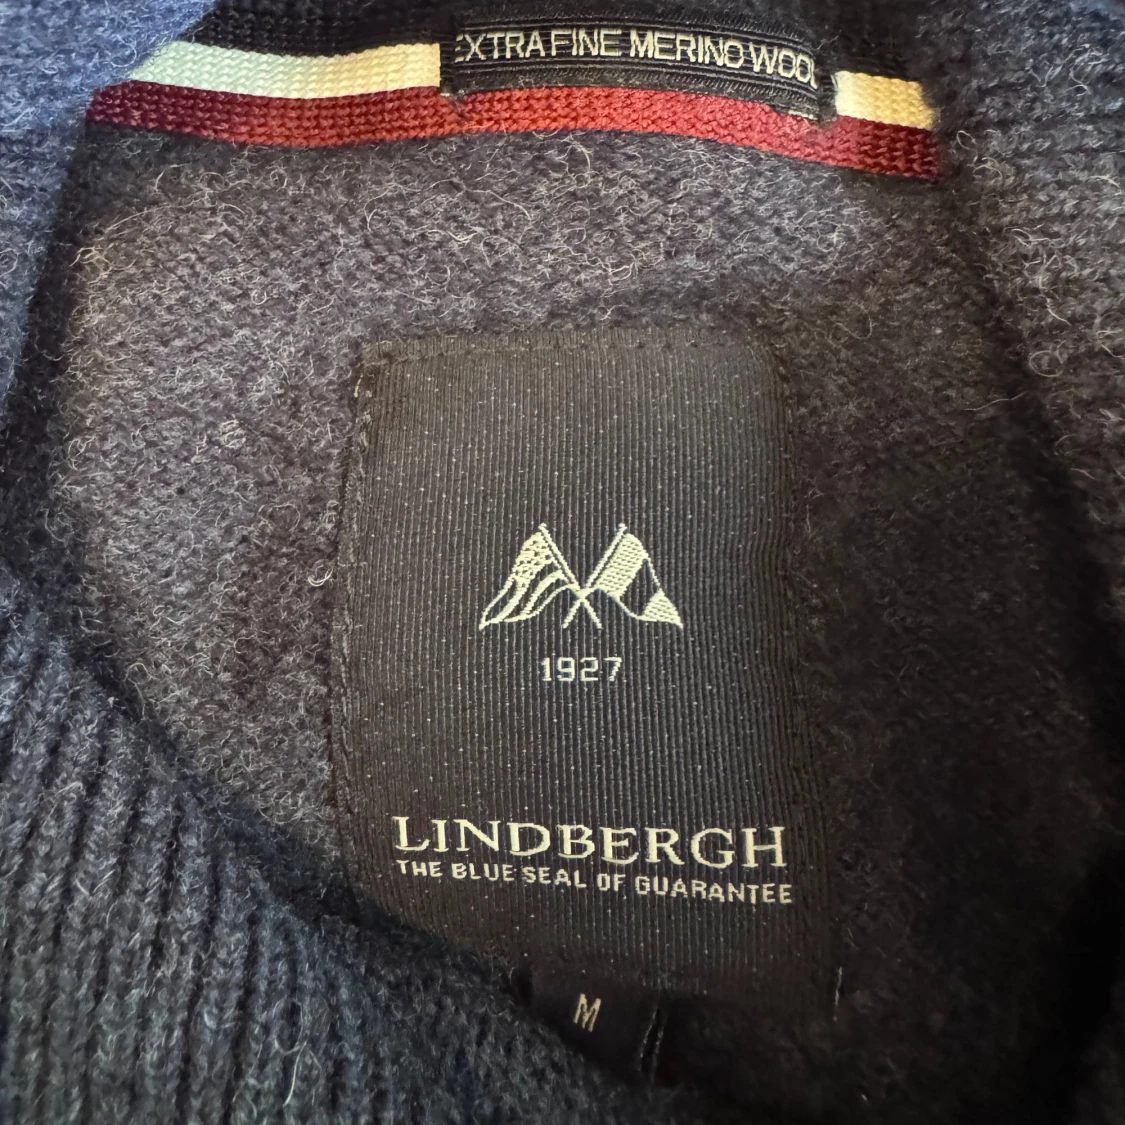 EXTRA FINE MERINO WOOL
1927
LINDBERGH
THE BLUE SEAL OF GUARANTEE
M